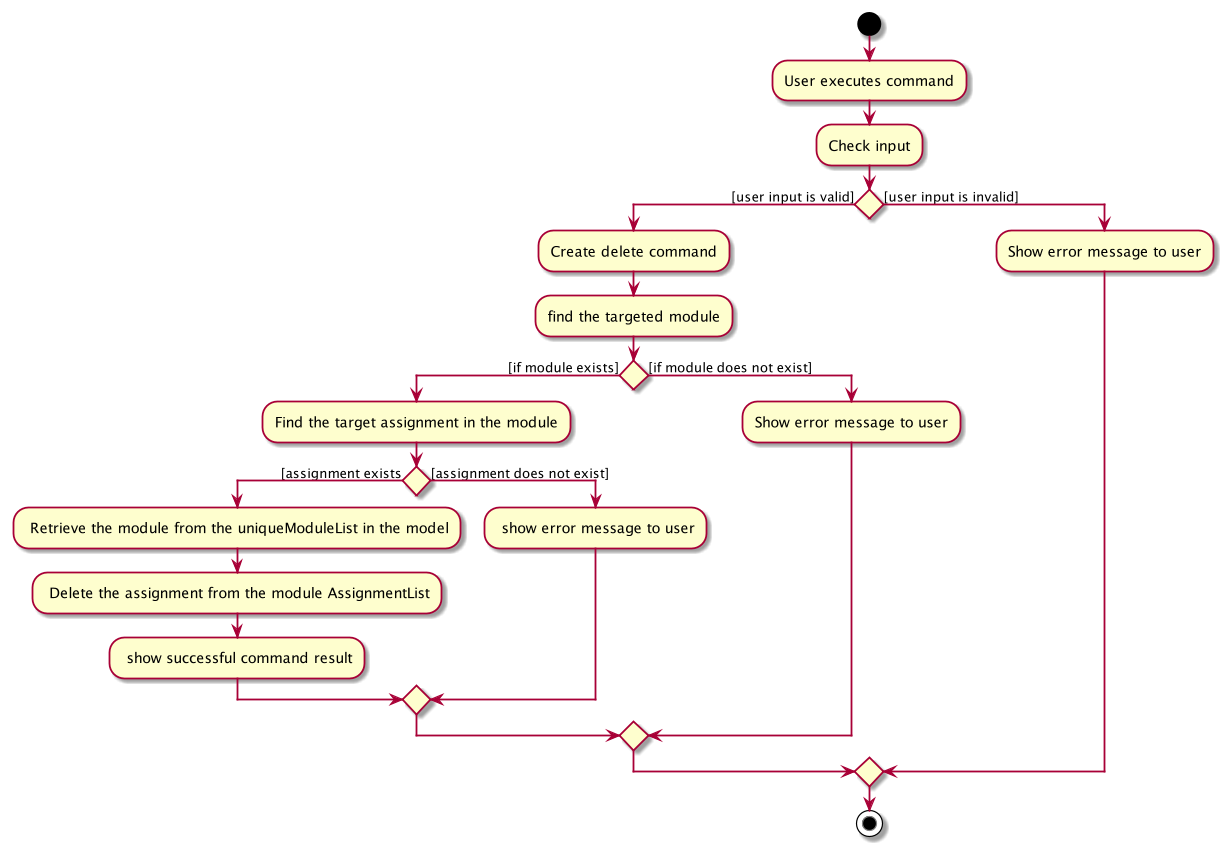 User executes command
Check input
[user input is valid]
[user input is invalid]
Create delete command
Show error message to user
find the targeted module
[if module exists]
[if module does not exist]
Find the target assignment in the module
Show error message to user
[assignment exists
[assignment does not exist]
Retrieve the module from the uniqueModuleList in the model
show error message to user
Delete the assignment from the module AssignmentList
show successful command result